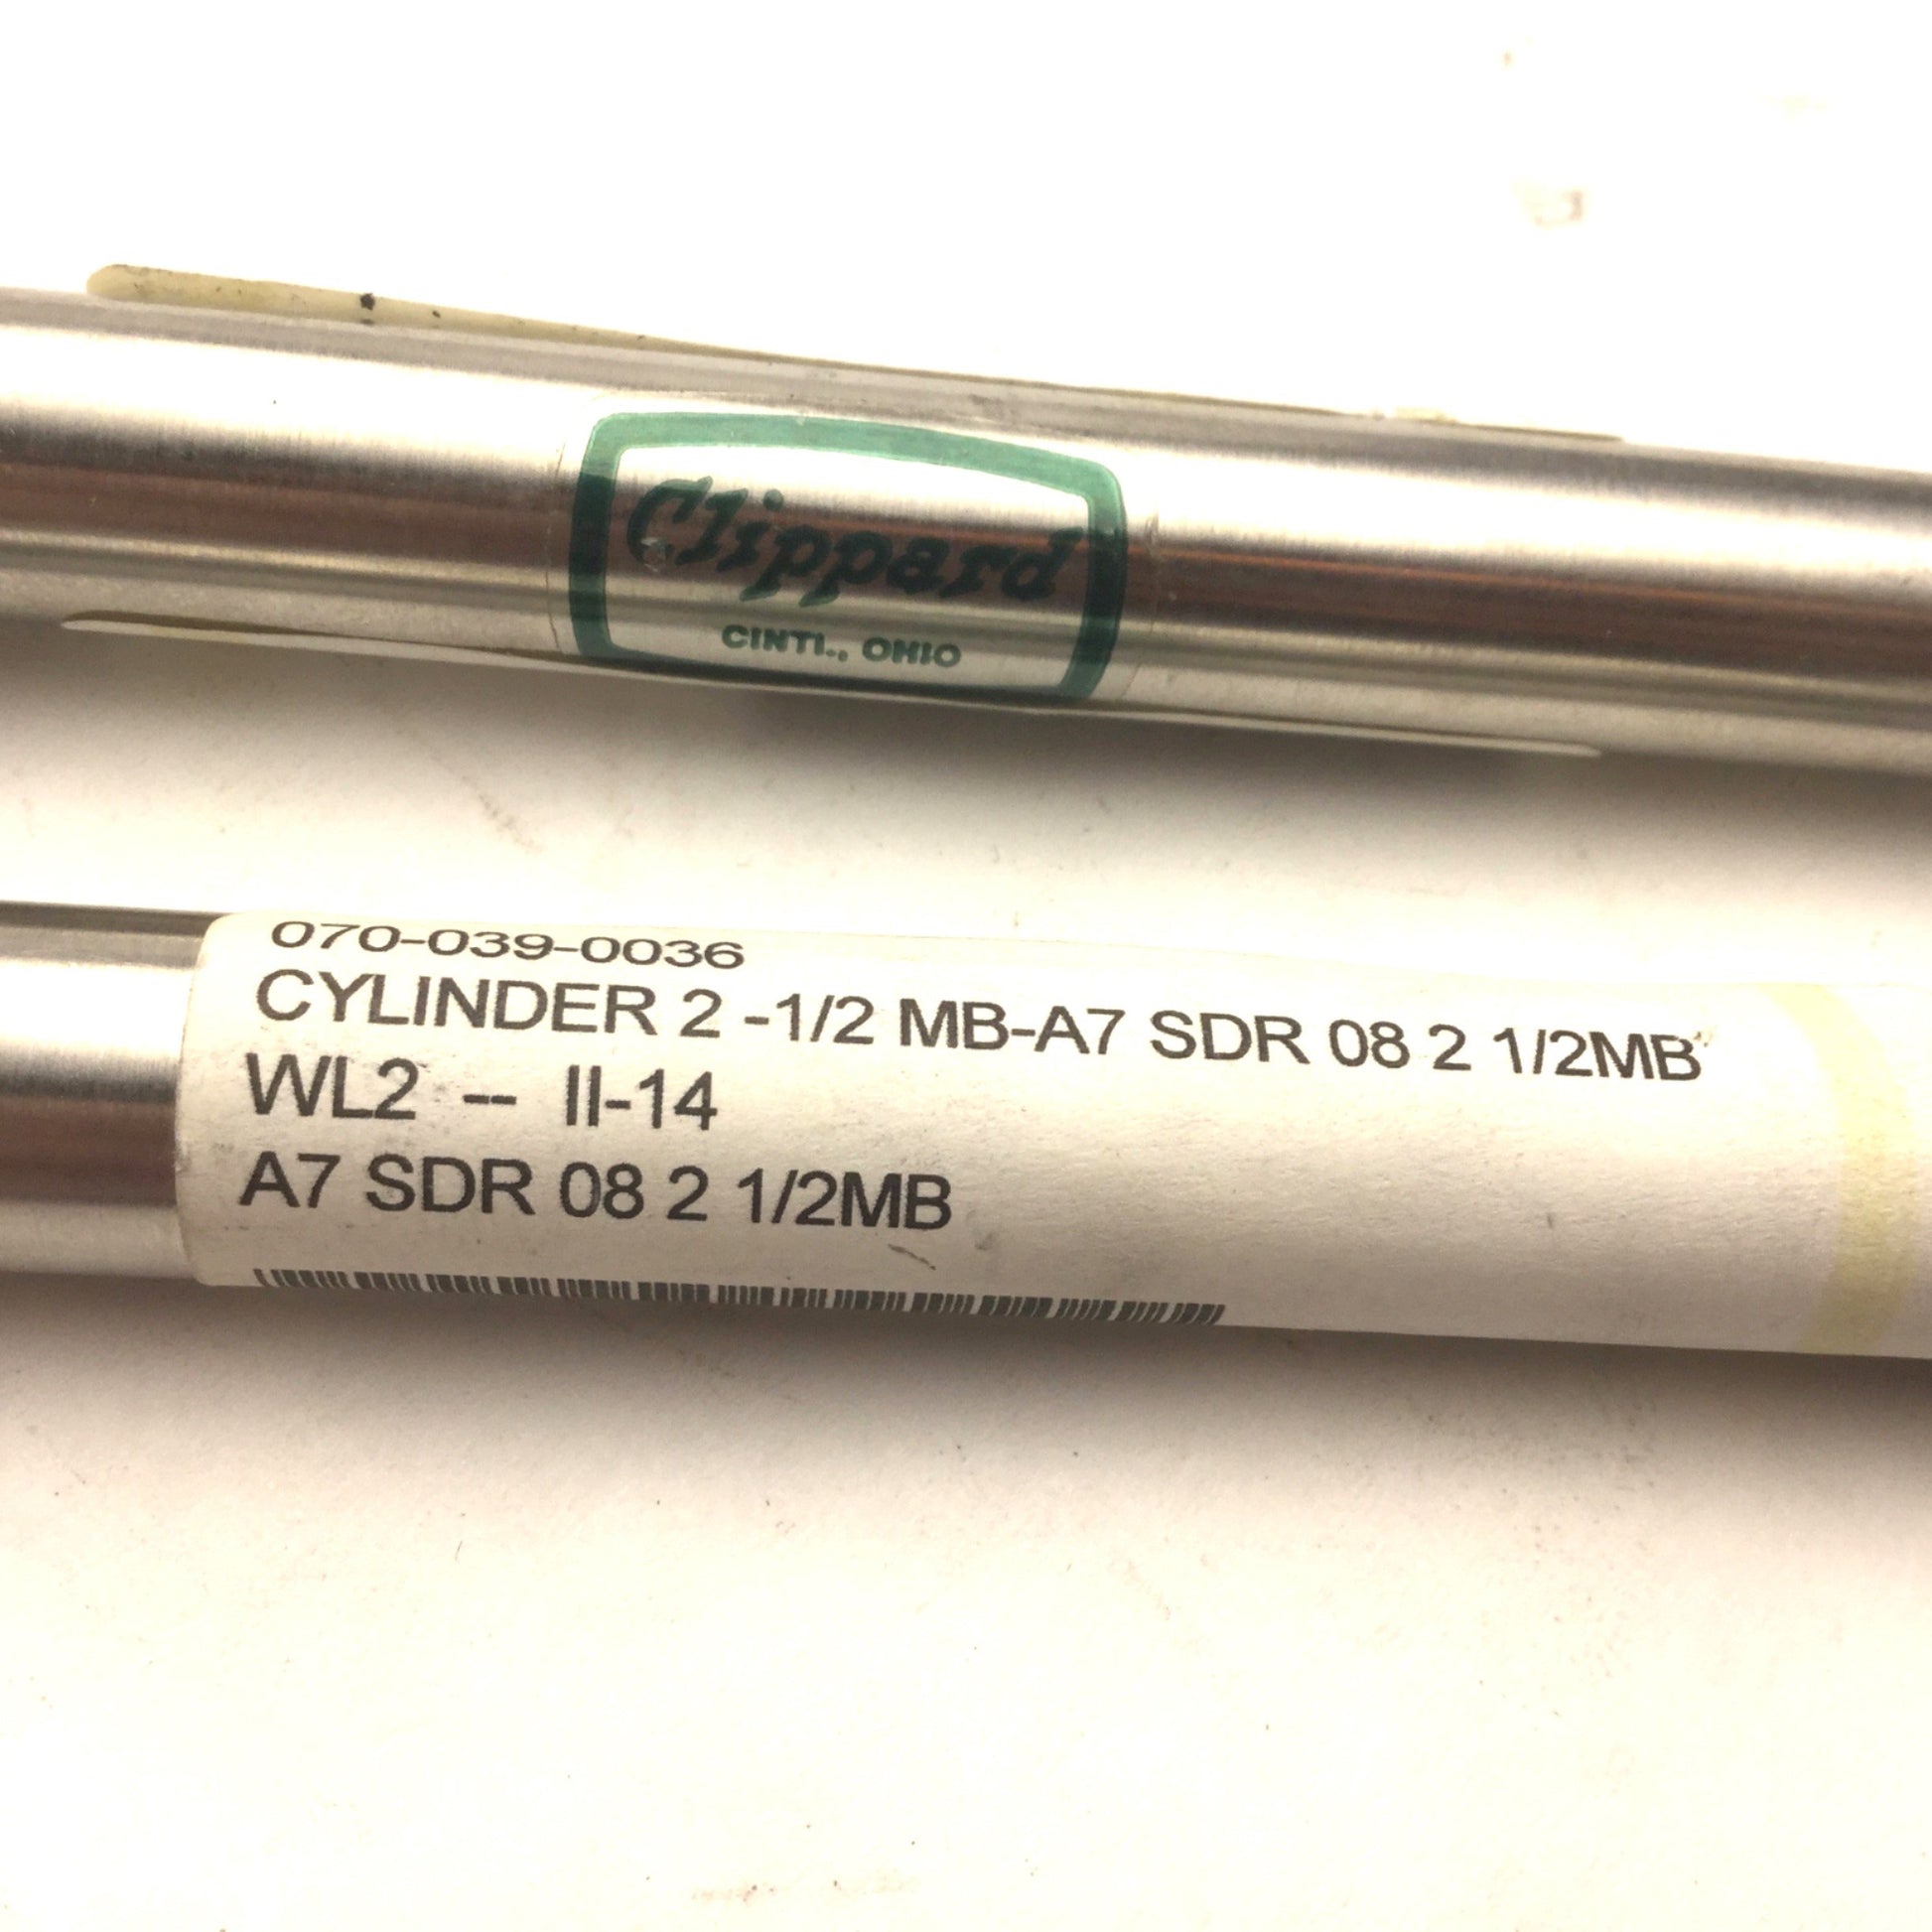 Clippard
CINTI., OHIO
070-039-0036
CYLINDER 2 -1/2 MB-A7 SDR 08 2 1/2MB
WL2 -- II-14
A7 SDR 08 2 1/2MB